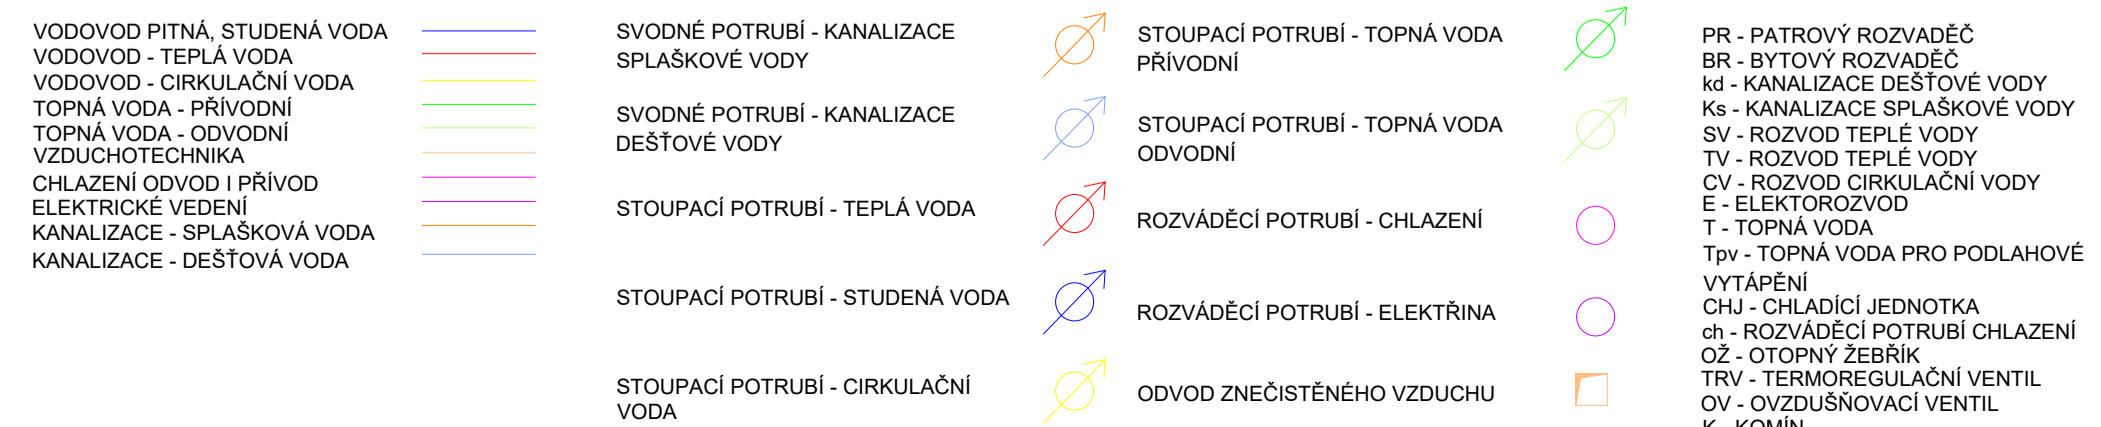 VODOVOD PITNÁ, STUDENÁ VODA
VODOVOD - TEPLÁ VODA
VODOVOD - CIRKULAČNÍ VODA
TOPNÁ VODA - PŘÍVODNÍ
TOPNÁ VODA - ODVODNÍ
VZDUCHOTECHNIKA
CHLAZENÍ ODVOD I PŘÍVOD
ELEKTRICKÉ VEDENÍ
KANALIZACE - SPLAŠKOVÁ VODA
KANALIZACE - DEŠŤOVÁ VODA
SVODNÉ POTRUBÍ - KANALIZACE
SPLAŠKOVÉ VODY
SVODNÉ POTRUBÍ - KANALIZACE
DEŠŤOVÉ VODY
STOUPACÍ POTRUBÍ - TEPLÁ VODA
STOUPACÍ POTRUBÍ - STUDENÁ VODA
STOUPACÍ POTRUBÍ - CIRKULAČNÍ
VODA
STOUPACÍ POTRUBÍ - TOPNÁ VODA
PŘÍVODNÍ
STOUPACÍ POTRUBÍ - TOPNÁ VODA
ODVODNÍ
ROZVÁDĚCÍ POTRUBÍ - CHLAZENÍ
ROZVÁDĚCÍ POTRUBÍ - ELEKTŘINA
ODVOD ZNEČISTĚNÉHO VZDUCHU
PR - PATROVÝ ROZVADĚČ
BR - BYTOVÝ ROZVADĚČ
kd - KANALIZACE DEŠŤOVÉ VODY
Ks - KANALIZACE SPLAŠKOVÉ VODY
SV - ROZVOD TEPLÉ VODY
TV - ROZVOD TEPLÉ VODY
CV - ROZVOD CIRKULAČNÍ VODY
E - ELEKTOROZVOD
T - TOPNÁ VODA
Tpv - TOPNÁ VODA PRO PODLAHOVÉ
VYTÁPĚNÍ
CHJ - CHLADÍCÍ JEDNOTKA
ch - ROZVÁDĚCÍ POTRUBÍ CHLAZENÍ
OŽ - OTOPNÝ ŽEBŘÍK
TRV - TERMOREGULAČNÍ VENTIL
OV - OVZDUŠŇOVACÍ VENTIL
K - KOMÍN